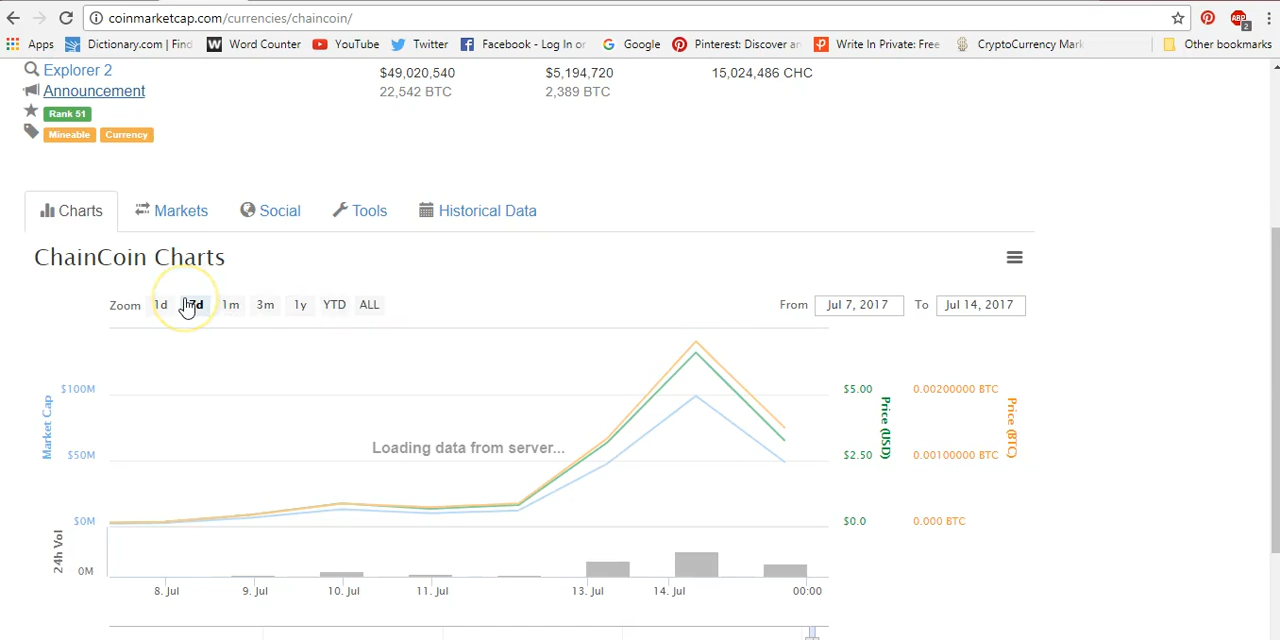 coinmarketcap.com/currencies/chaincoin/
Apps Dictionary.com | Find Word Counter YouTube Twitter Facebook - Log In or Google Pinterest: Discover an Write In Private: Free CryptoCurrency Mark Other bookmarks
Explorer 2 $49,020,540 $5,194,720 15,024,486 CHC
Announcement 22,542 BTC 2,389 BTC
Rank 51
Mineable Currency
Charts Markets Social Tools Historical Data
ChainCoin Charts
Zoom 1d 7d 1m 3m 1y YTD ALL From Jul 7, 2017 To Jul 14, 2017
$100M $5.00 0.00200000 BTC
Market Cap
Price (USD)
Price (BTC)
Loading data from server...
$50M $2.50 0.00100000 BTC
$0M $0.0 0.000 BTC
24h Vol
0M
8. Jul 9. Jul 10. Jul 11. Jul 13. Jul 14. Jul 00:00